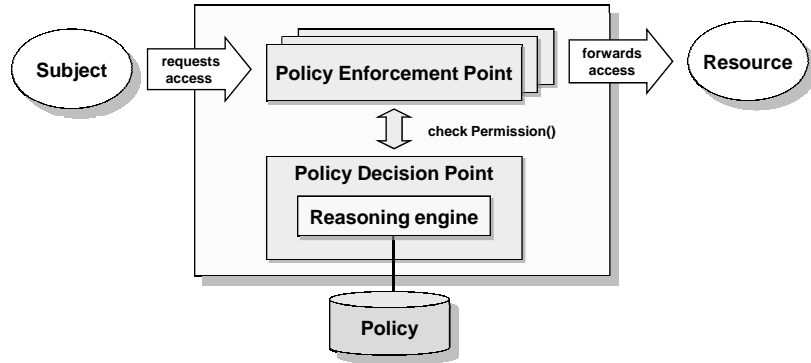 Subject
requests
access
Policy Enforcement Point
forwards
access
Resource
check Permission()
Policy Decision Point
Reasoning engine
Policy